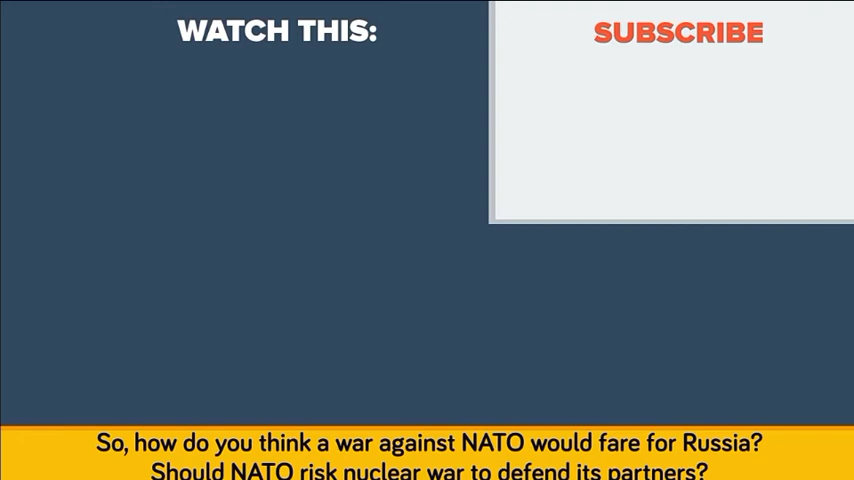 WATCH THIS:
SUBSCRIBE
So, how do you think a war against NATO would fare for Russia?
Should NATO risk nuclear war to defend its partners?